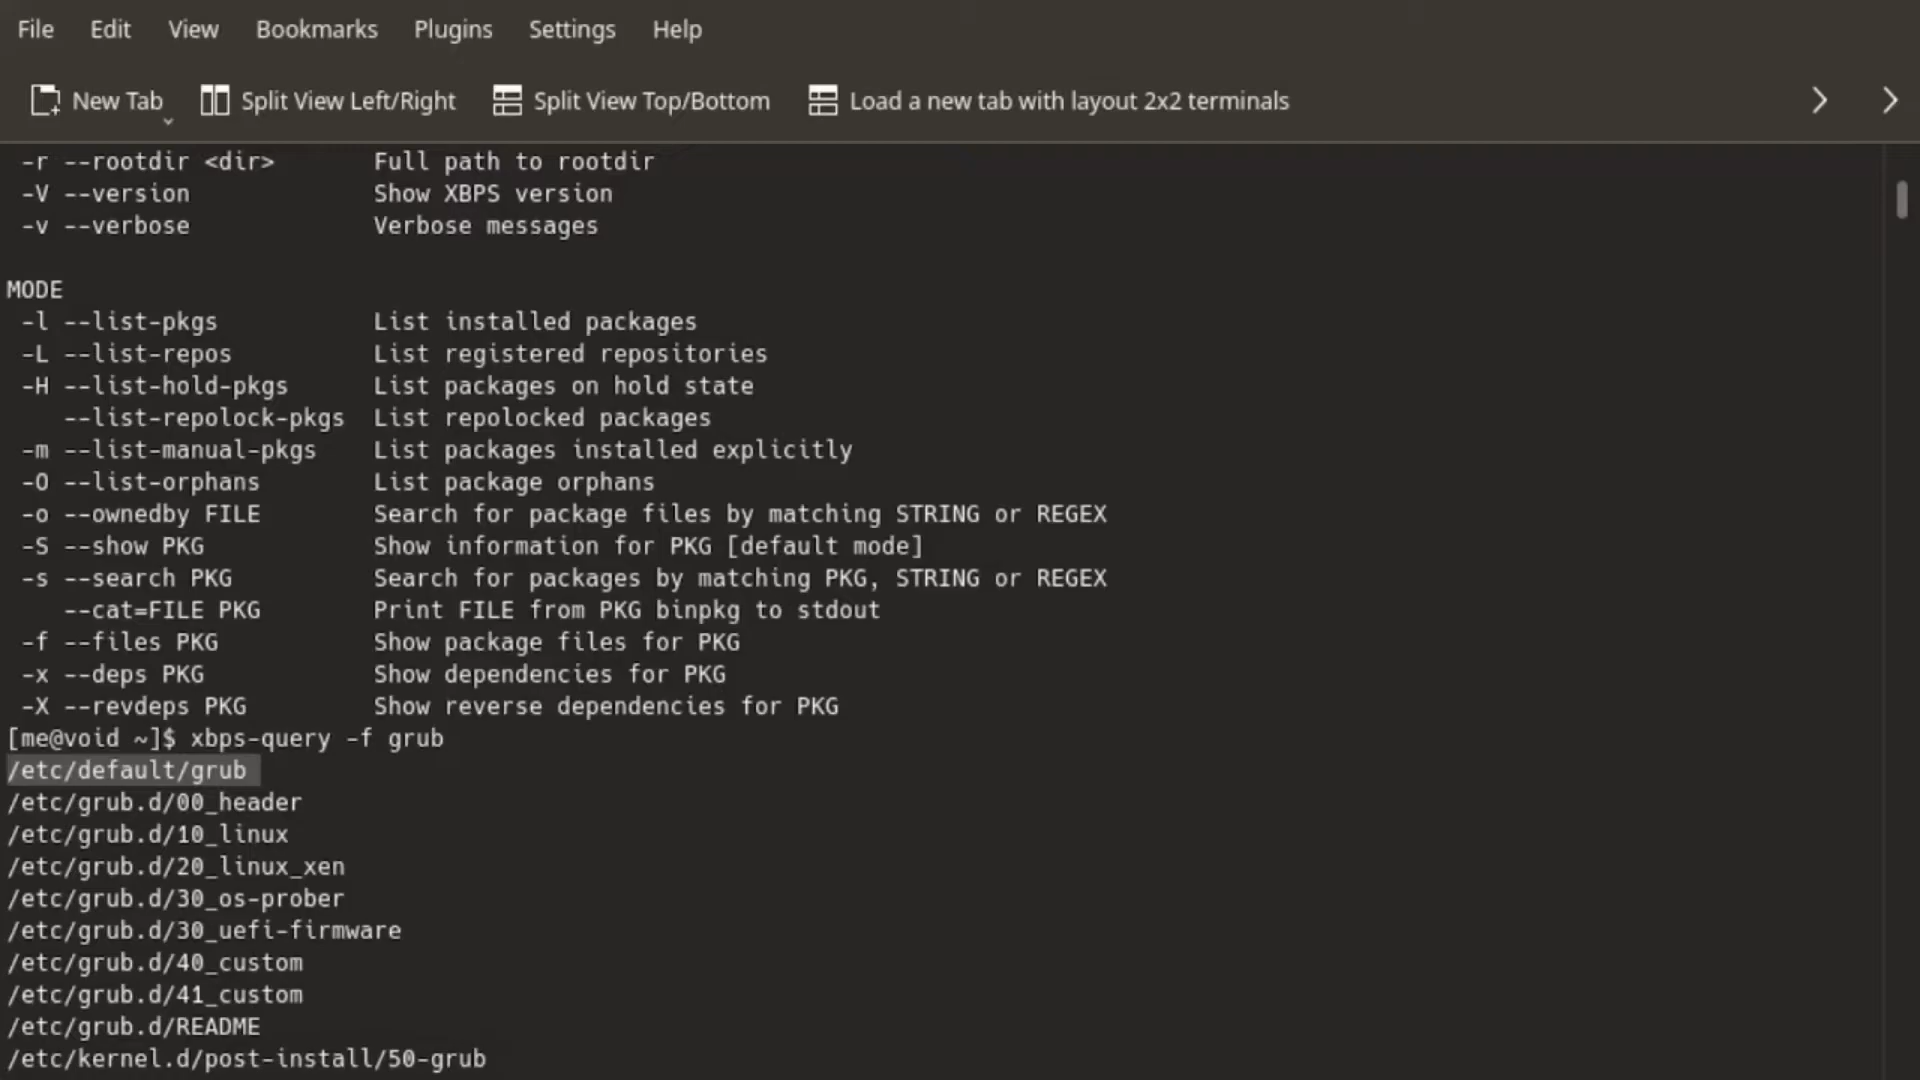 File Edit View Bookmarks Plugins Settings Help
New Tab Split View Left/Right Split View Top/Bottom Load a new tab with layout 2x2 terminals
-r --rootdir <dir> Full path to rootdir
-V --version Show XBPS version
-v --verbose Verbose messages
MODE
-l --list-pkgs List installed packages
-L --list-repos List registered repositories
-H --list-hold-pkgs List packages on hold state
--list-repolock-pkgs List repolocked packages
-m --list-manual-pkgs List packages installed explicitly
-O --list-orphans List package orphans
-o --ownedby FILE Search for package files by matching STRING or REGEX
-S --show PKG Show information for PKG [default mode]
-s --search PKG Search for packages by matching PKG, STRING or REGEX
--cat=FILE PKG Print FILE from PKG binpkg to stdout
-f --files PKG Show package files for PKG
-x --deps PKG Show dependencies for PKG
-X --revdeps PKG Show reverse dependencies for PKG
[me@void ~]$ xbps-query -f grub
/etc/default/grub
/etc/grub.d/00_header
/etc/grub.d/10_linux
/etc/grub.d/20_linux_xen
/etc/grub.d/30_os-prober
/etc/grub.d/30_uefi-firmware
/etc/grub.d/40_custom
/etc/grub.d/41_custom
/etc/grub.d/README
/etc/kernel.d/post-install/50-grub